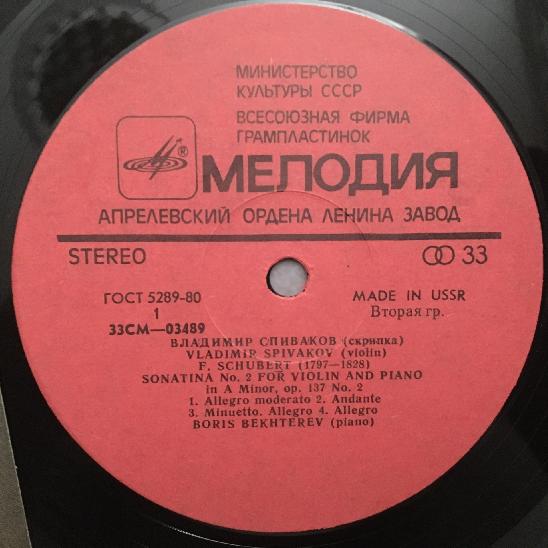 МИНИСТЕРСТВО
КУЛЬТУРЫ СССР
ВСЕСОЮЗНАЯ ФИРМА
ГРАМПЛАСТИНОК
®
МЕЛОДИЯ
АПРЕЛЕВСКИЙ ОРДЕНА ЛЕНИНА ЗАВОД
STEREO 33
ГОСТ 5289-80 MADE IN USSR
1 Вторая гр.
33СМ—03489
ВЛАДИМИР СПИВАКОВ (скрипка)
VLADIMIR SPIVAKOV (violin)
F. SCHUBERT (1797—1828)
SONATINA No. 2 FOR VIOLIN AND PIANO
in A Minor, op. 137 No. 2
1. Allegro moderato 2. Andante
3. Minuetto. Allegro 4. Allegro
BORIS BEKHTEREV (piano)